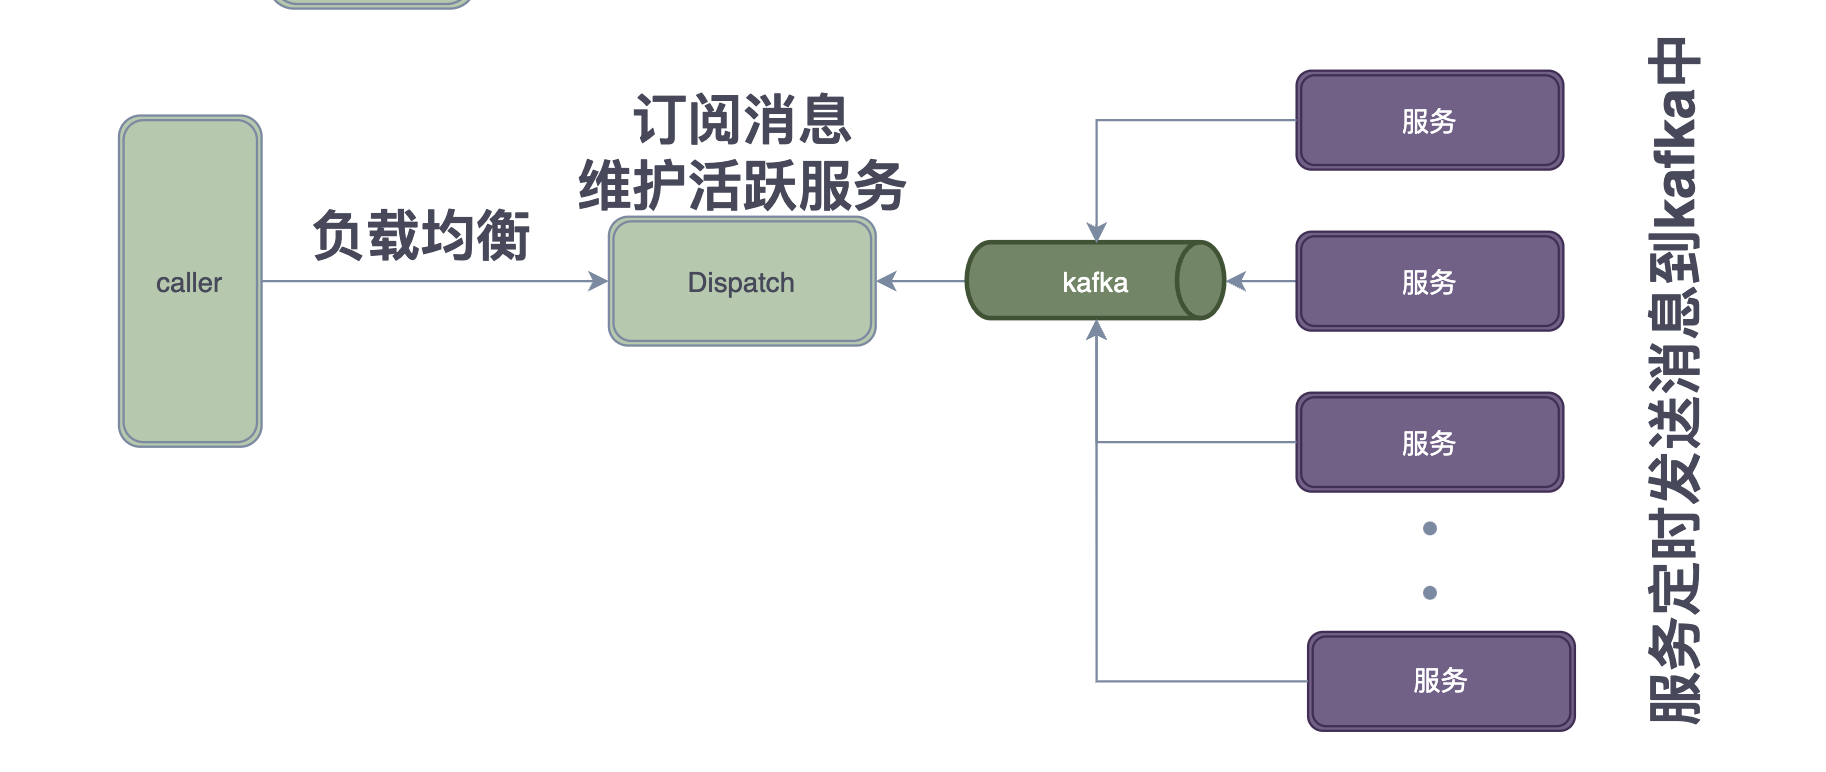 订阅消息
维护活跃服务
负载均衡
caller
Dispatch
kafka
服务
服务
服务
服务
服务定时发送消息到kafka中